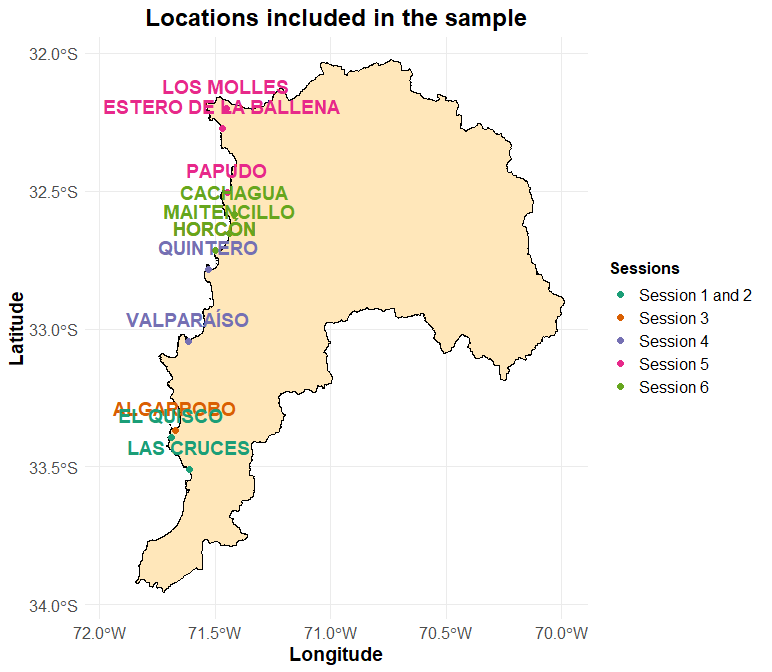 Locations included in the sample
32.0°S
32.5°S
33.0°S
33.5°S
34.0°S
Latitude
LOS MOLLES
ESTERO DE LA BALLENA
PAPUDO
CACHAGUA
MAITENCILLO
HORCÓN
QUINTERO
VALPARAÍSO
ALGARROBO
EL QUISCO
LAS CRUCES
72.0°W
71.5°W
71.0°W
70.5°W
70.0°W
Longitude
Sessions
Session 1 and 2
Session 3
Session 4
Session 5
Session 6